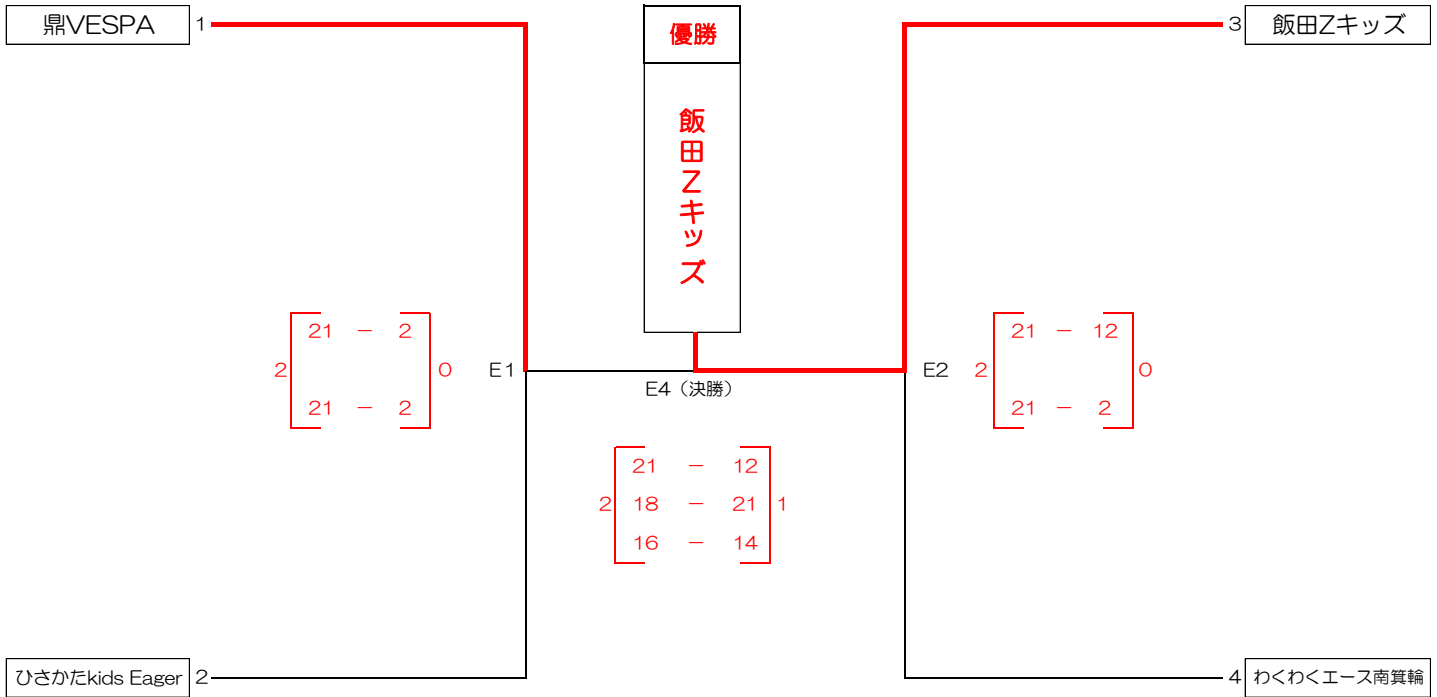 鼎VESPA 1
優勝
3 飯田Zキッズ
飯田Zキッズ
21 － 2
2 0
21 － 2
E1
E4（決勝）
E2
21 － 12
2 0
21 － 2
21 － 12
2 18 － 21 1
16 － 14
ひさかたkids Eager 2
4 わくわくエース南箕輪